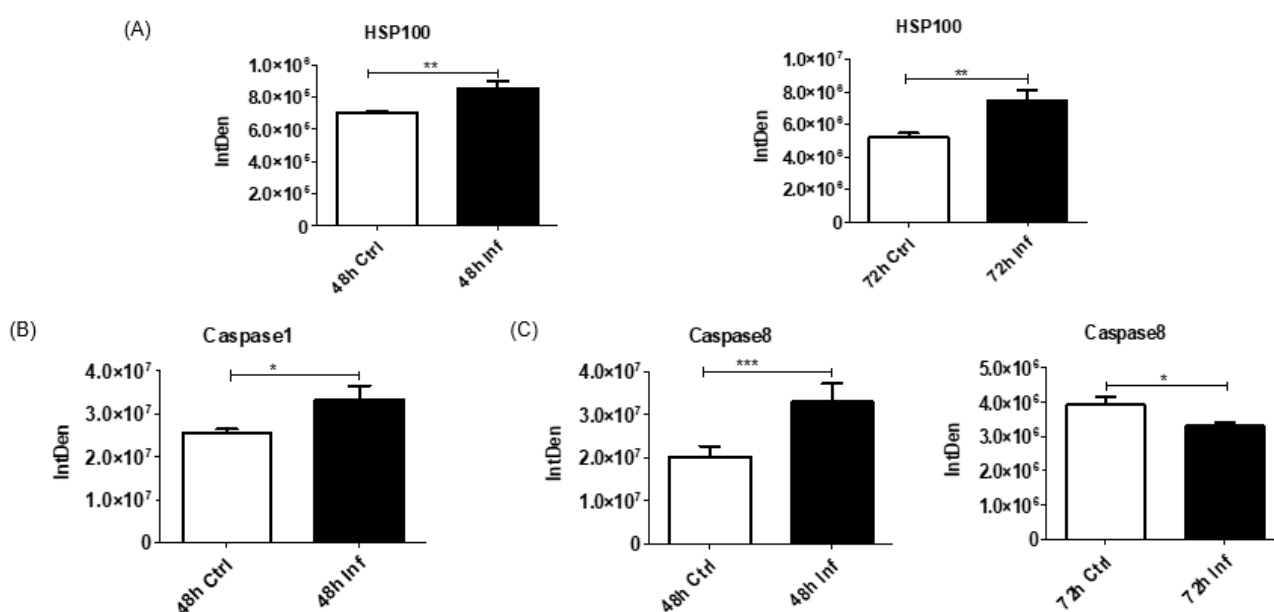 (A)
HSP100
1.0×10⁶
8.0×10⁵
6.0×10⁵
4.0×10⁵
2.0×10⁵
0
IntDen
**
48h Ctrl
48h Inf
HSP100
1.0×10⁷
8.0×10⁶
6.0×10⁶
4.0×10⁶
2.0×10⁶
0
IntDen
**
72h Ctrl
72h Inf
(B)
Caspase1
4.0×10⁷
3.0×10⁷
2.0×10⁷
1.0×10⁷
0
IntDen
*
48h Ctrl
48h Inf
(C)
Caspase8
4.0×10⁷
3.0×10⁷
2.0×10⁷
1.0×10⁷
0
IntDen
***
48h Ctrl
48h Inf
Caspase8
5.0×10⁶
4.0×10⁶
3.0×10⁶
2.0×10⁶
1.0×10⁶
0
IntDen
*
72h Ctrl
72h Inf